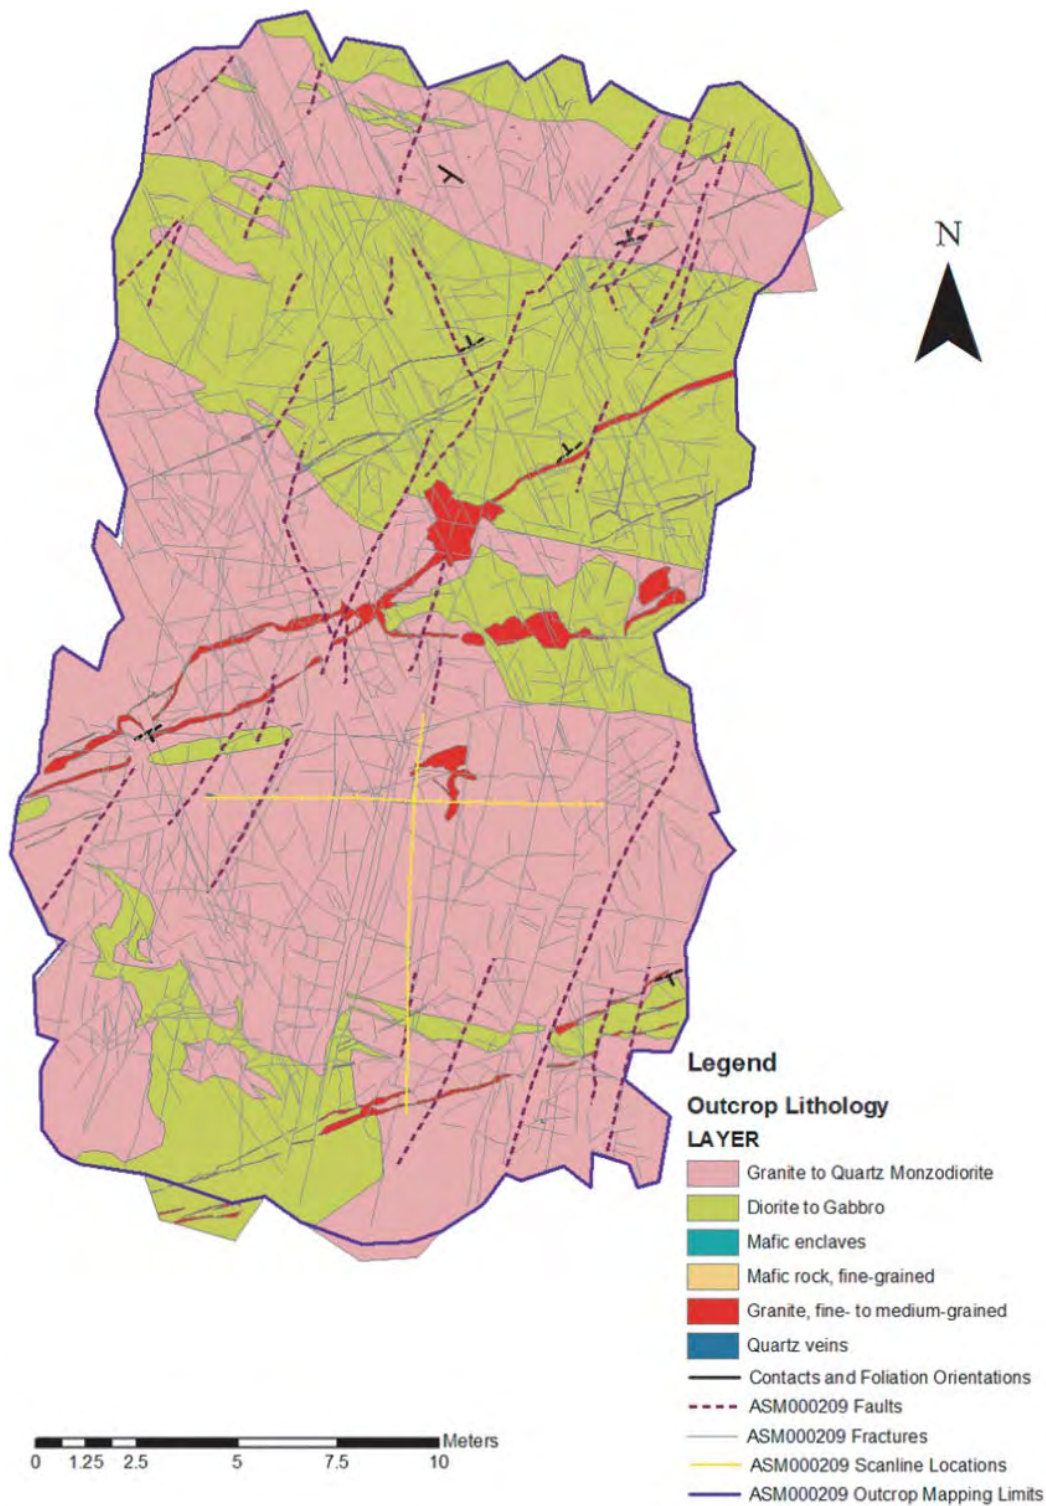 N
Legend
Outcrop Lithology
LAYER
Granite to Quartz Monzodiorite
Diorite to Gabbro
Mafic enclaves
Mafic rock, fine-grained
Granite, fine- to medium-grained
Quartz veins
Contacts and Foliation Orientations
ASM000209 Faults
ASM000209 Fractures
ASM000209 Scanline Locations
ASM000209 Outcrop Mapping Limits
Meters
0 1.25 2.5 5 7.5 10